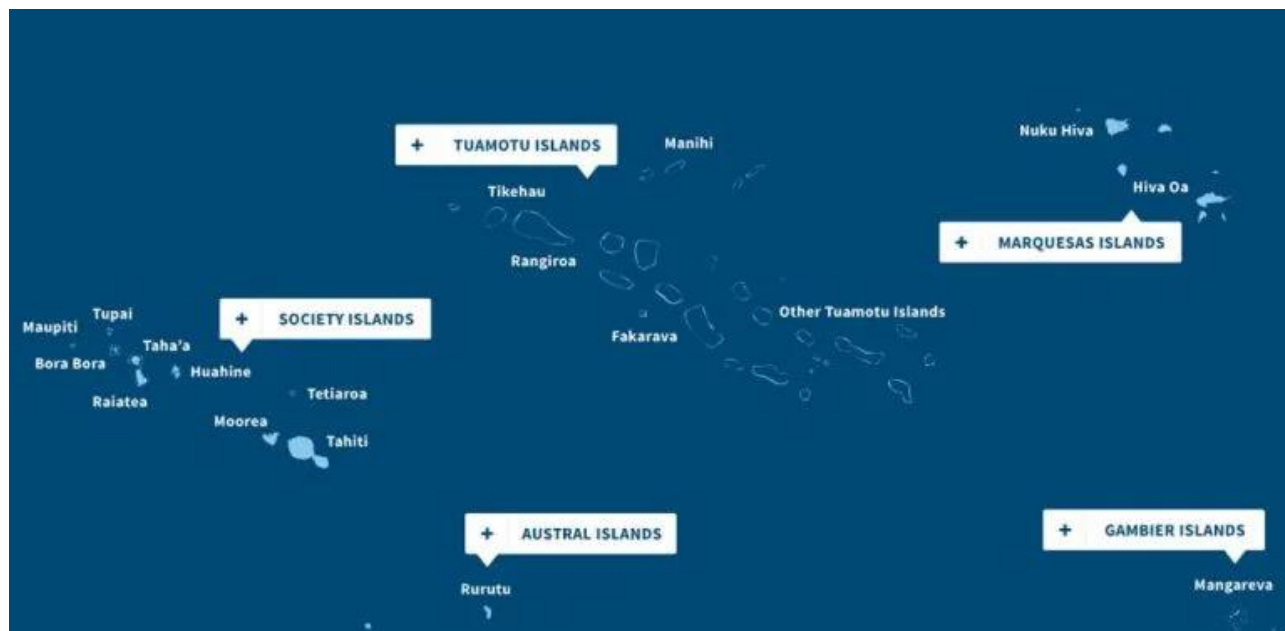 Nuku Hiva
+ TUAMOTU ISLANDS
Manihi
Tikehau
Hiva Oa
+ MARQUESAS ISLANDS
Rangiroa
Other Tuamotu Islands
Fakarava
+ SOCIETY ISLANDS
Tupai
Maupiti
Taha'a
Bora Bora
Huahine
Raiatea
Tetiaroa
Moorea
Tahiti
+ AUSTRAL ISLANDS
Rurutu
+ GAMBIER ISLANDS
Mangareva